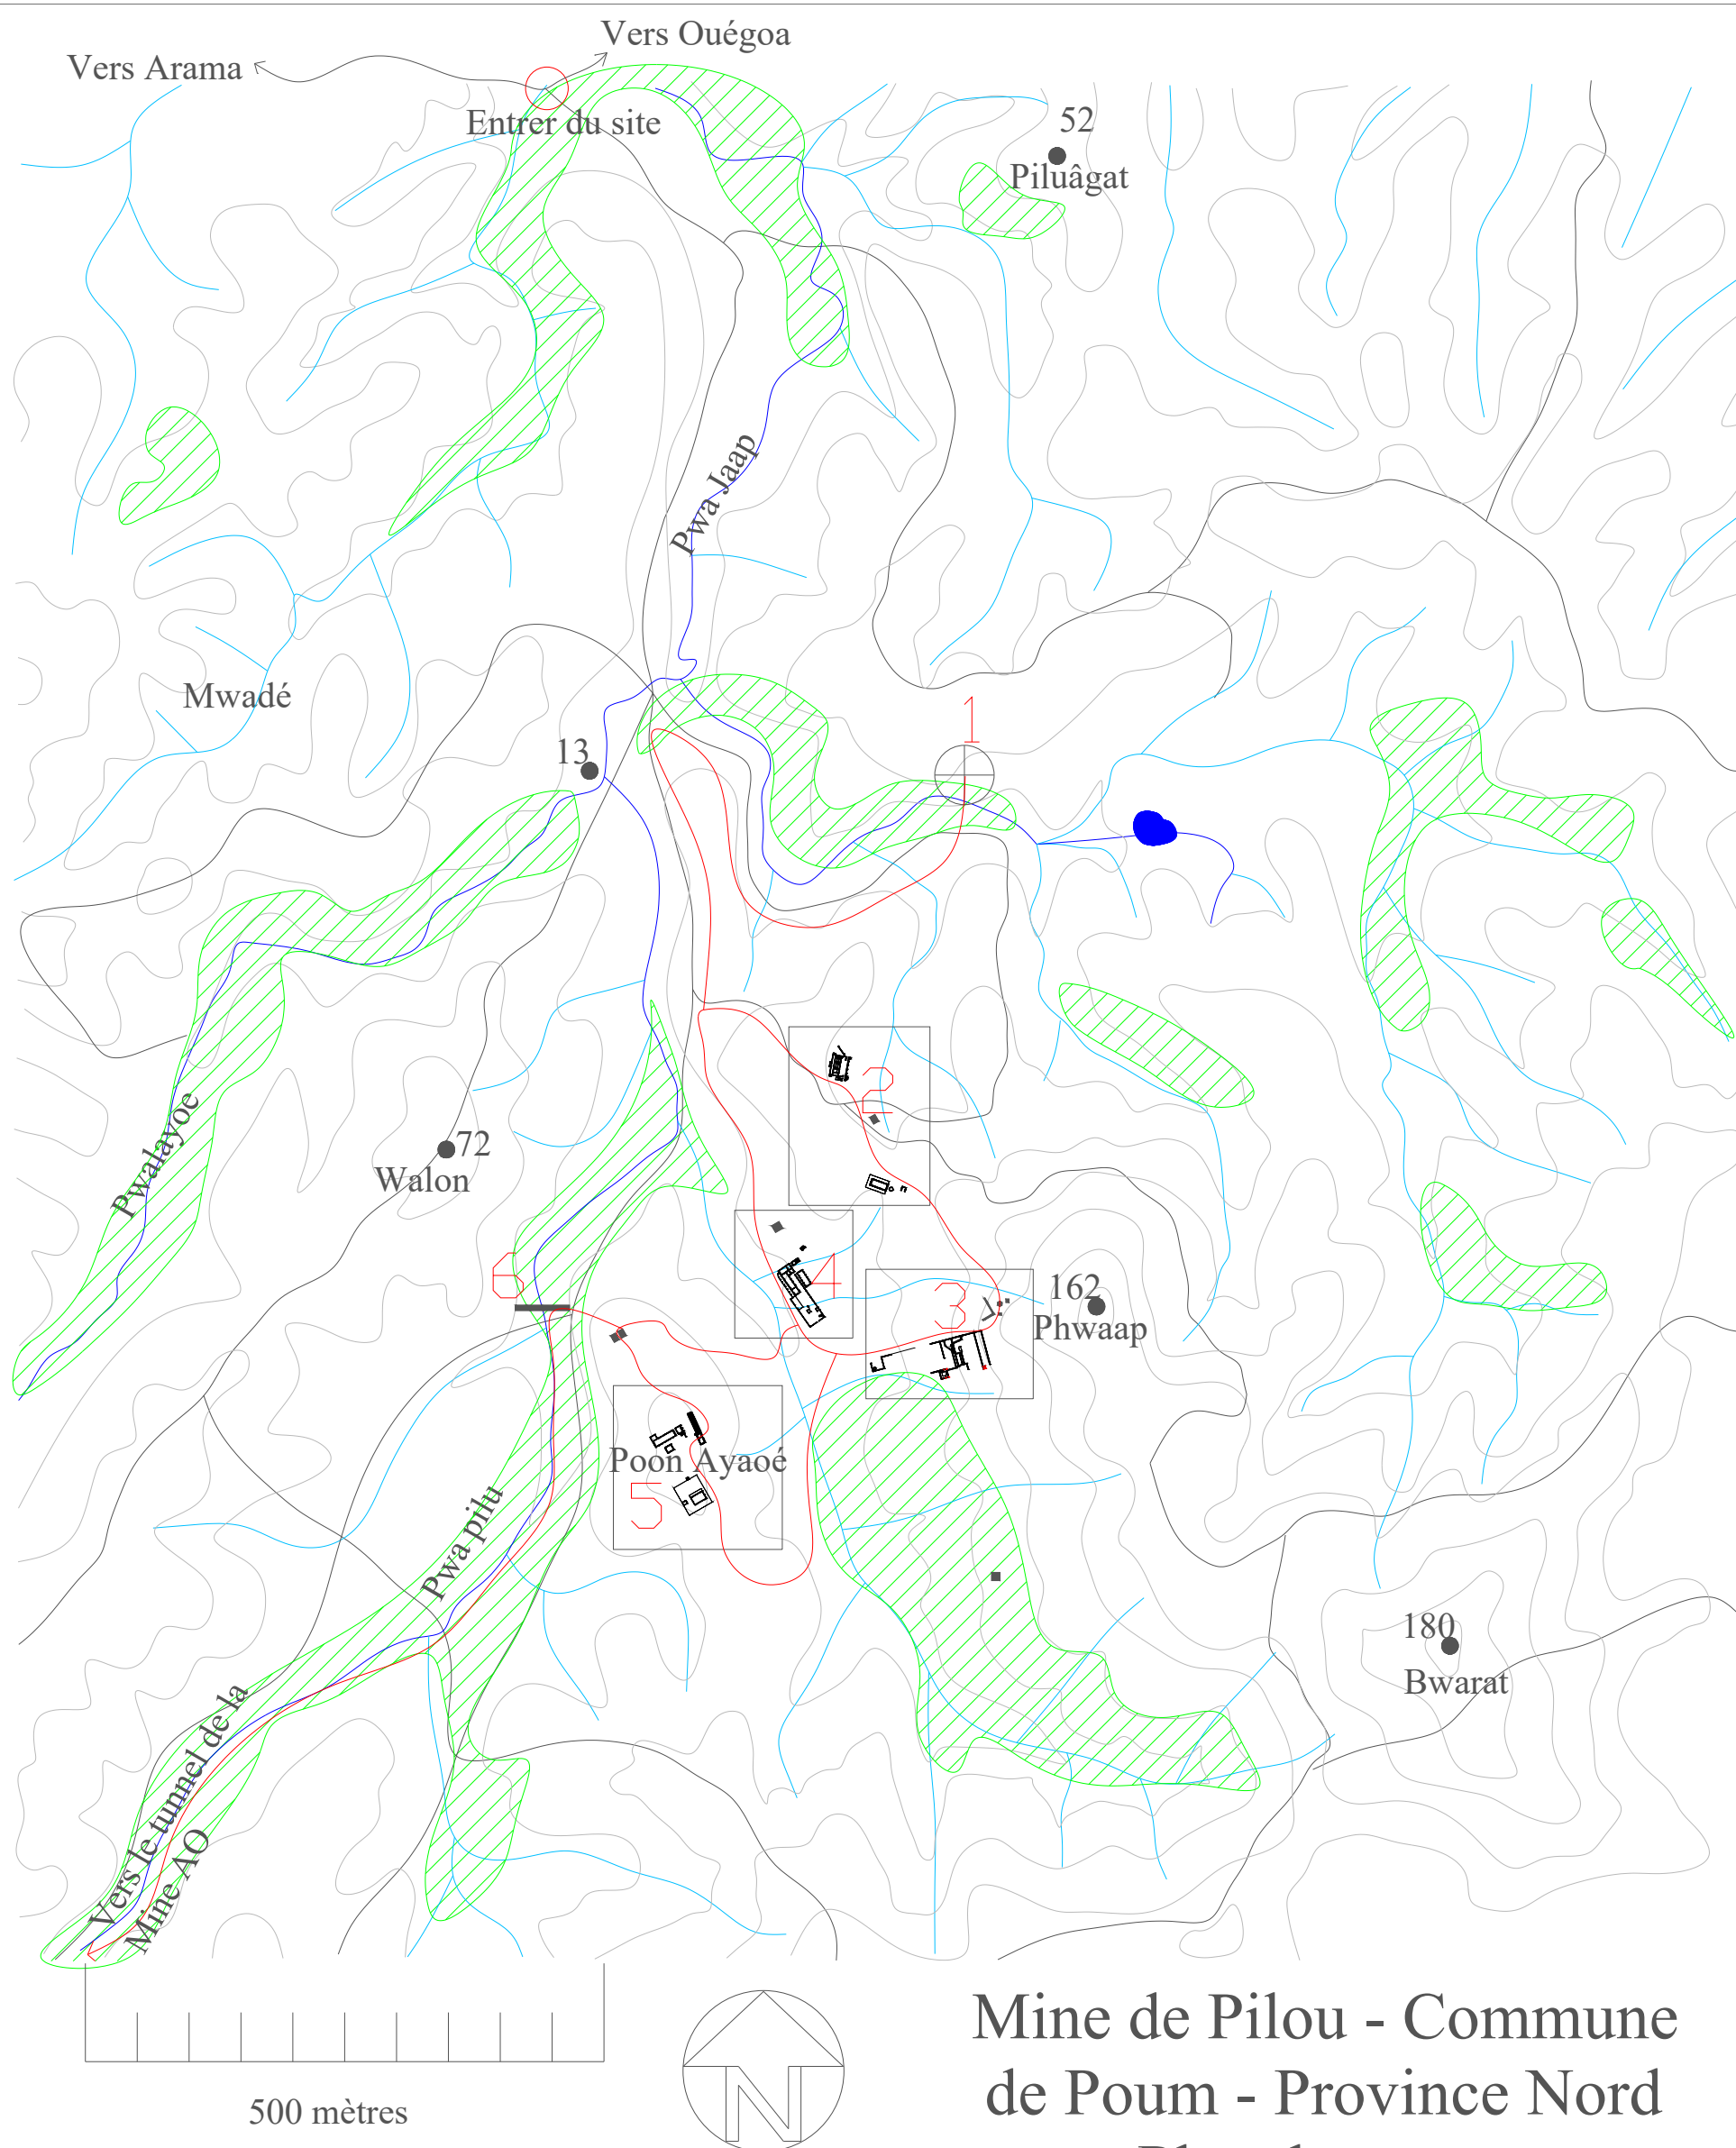 Vers Ouégoa
Vers Arama
Entrer du site
52
Piluâgat
Pwa Jaap
Mwadé
1
13
2
Pwalayoe
72
Walon
4
3
162
Phwaap
Poon Ayaoé
5
Pwa pilu
180
Bwarat
Vers le tunnel de la
Mine AO
500 mètres
N
Mine de Pilou - Commune
de Poum - Province Nord